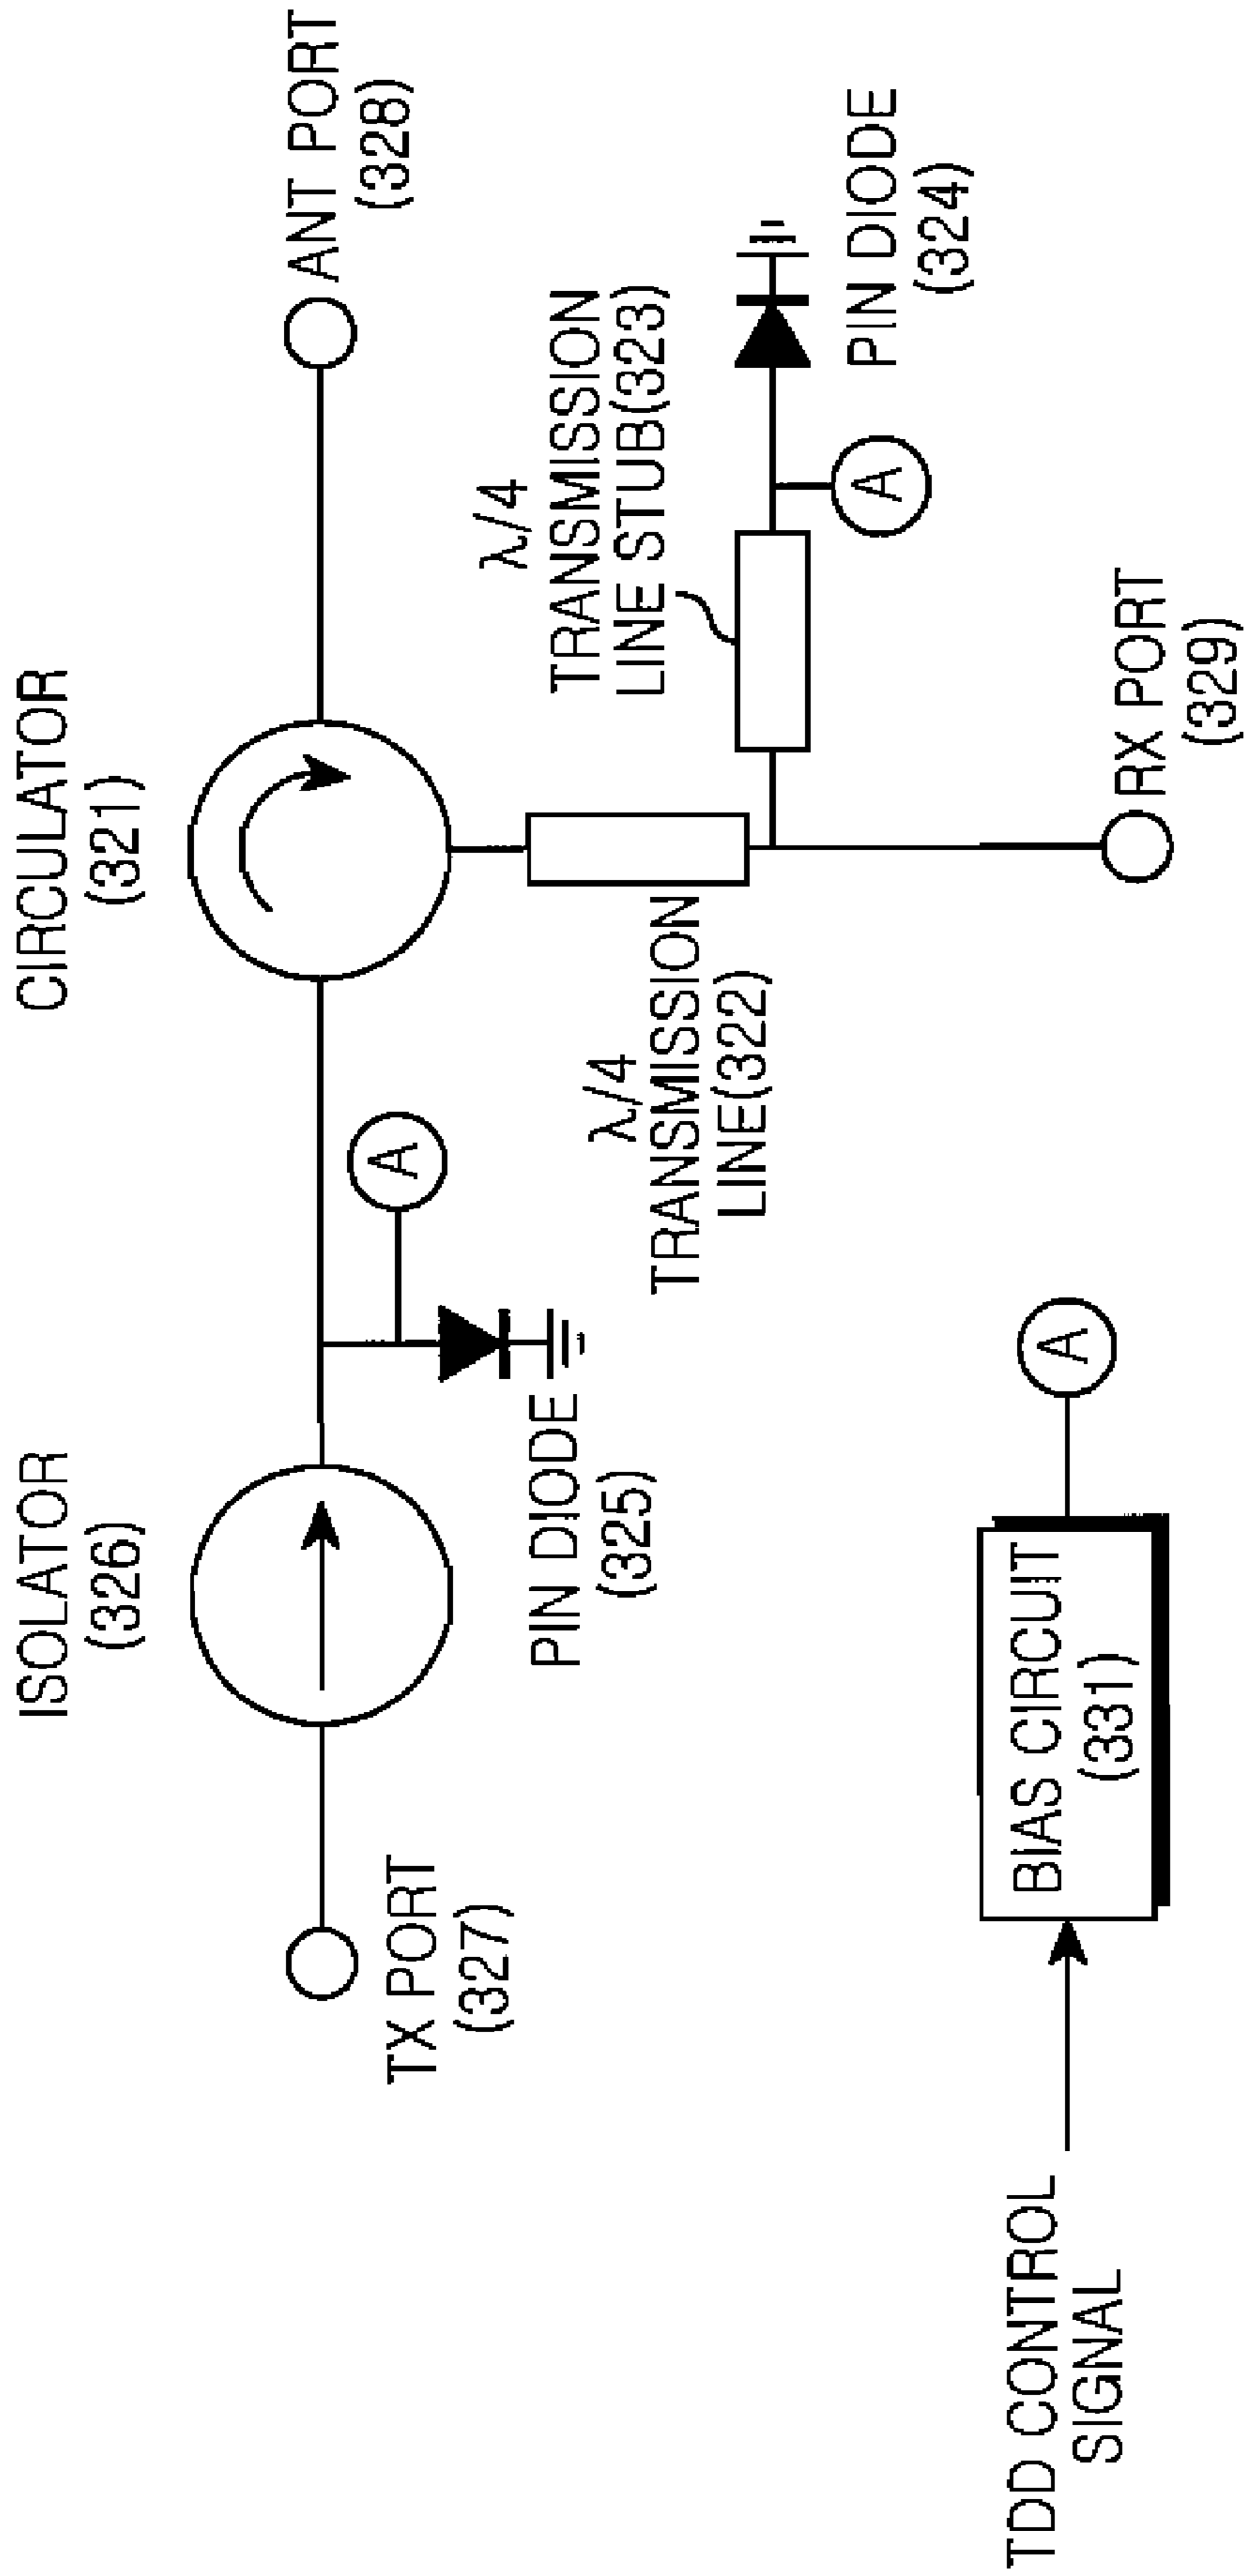 ISOLATOR
(326)
CIRCULATOR
(321)
TX PORT
(327)
PIN DIODE
(325)
A
ANT PORT
(328)
λ/4
TRANSMISSION
LINE(322)
λ/4
TRANSMISSION
LINE STUB(323)
A
PIN DIODE
(324)
RX PORT
(329)
TDD CONTROL
SIGNAL
BIAS CIRCUIT
(331)
A